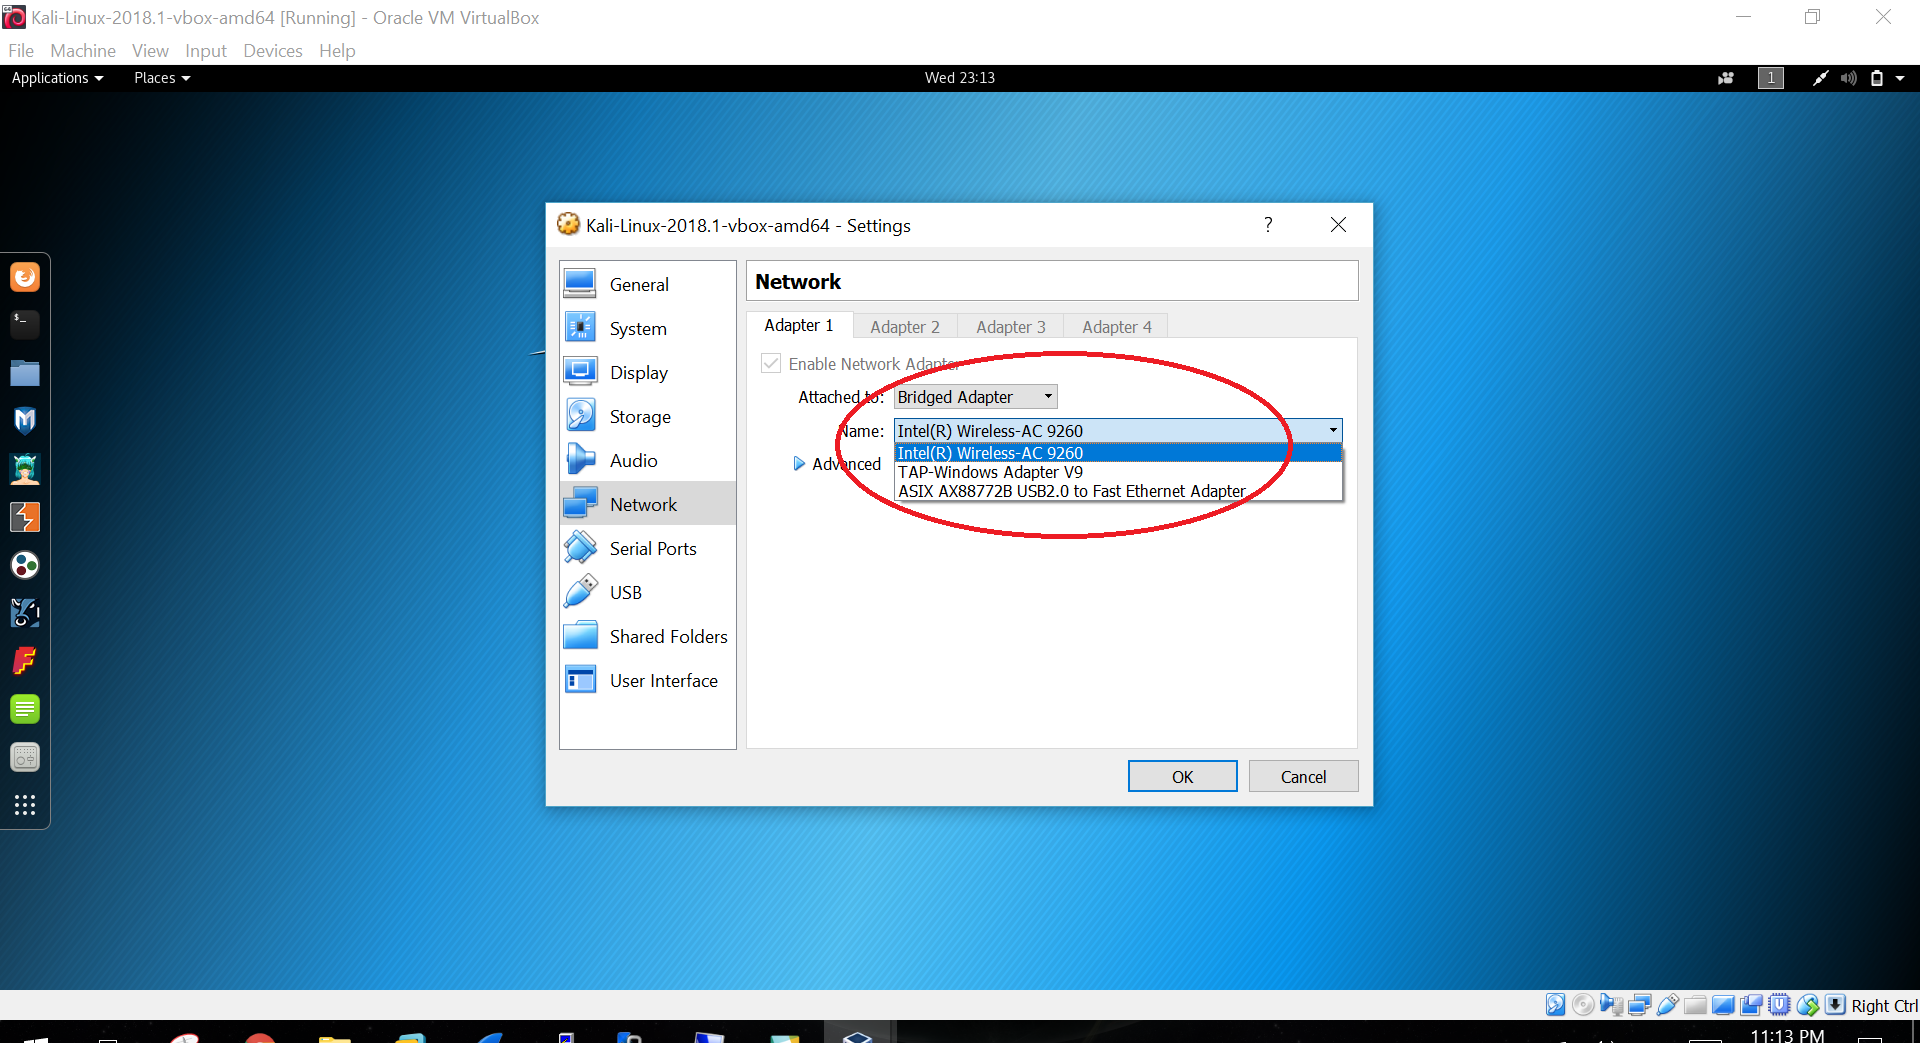 Kali-Linux-2018.1-vbox-amd64 [Running] - Oracle VM VirtualBox
File Machine View Input Devices Help
Applications Places Wed 23:13 1
Kali-Linux-2018.1-vbox-amd64 - Settings ?
General
System
Display
Storage
Audio
Network
Serial Ports
USB
Shared Folders
User Interface
Network
Adapter 1 Adapter 2 Adapter 3 Adapter 4
Enable Network Adapter
Attached to: Bridged Adapter
Name: Intel(R) Wireless-AC 9260
Intel(R) Wireless-AC 9260
Advanced
TAP-Windows Adapter V9
ASIX AX88772B USB2.0 to Fast Ethernet Adapter
OK Cancel
Right Ctrl
11:13 PM